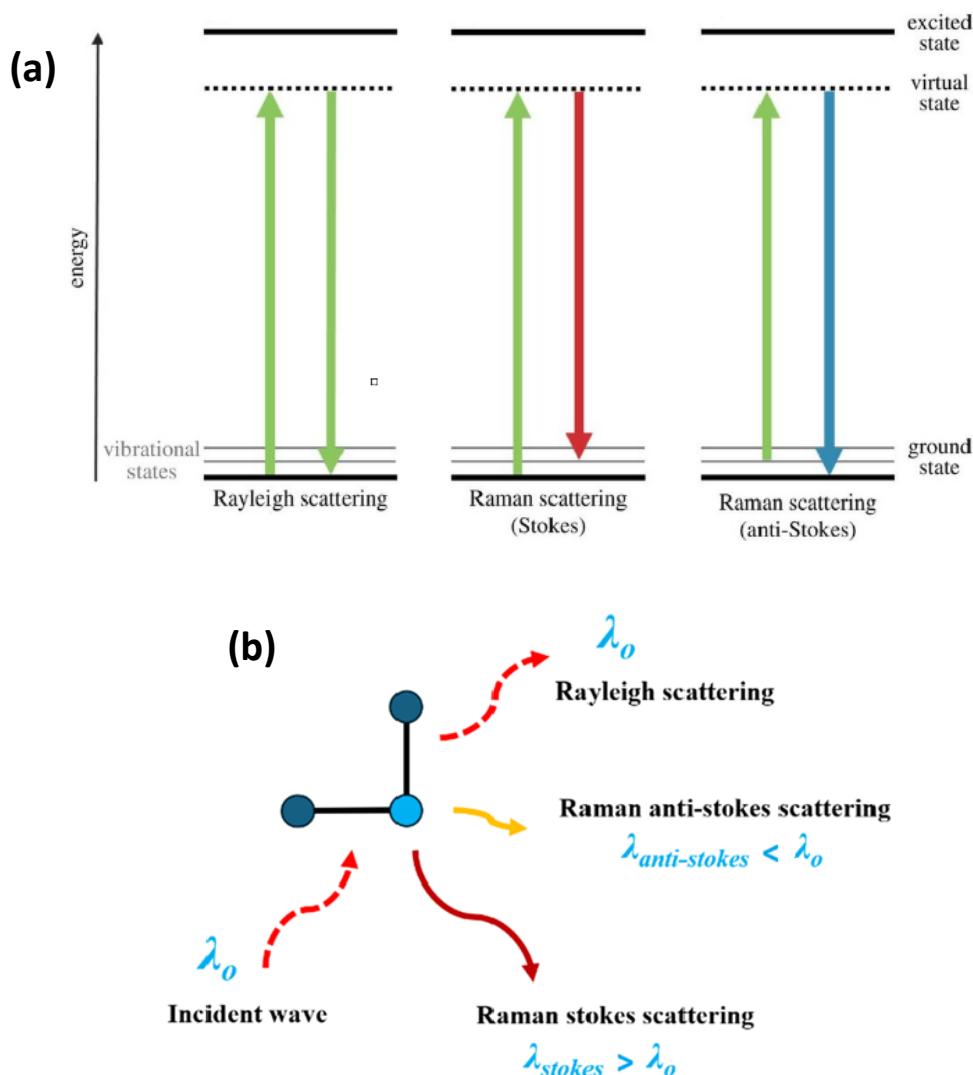 (a)
excited
state
virtual
state
energy
vibrational
states
ground
state
Rayleigh scattering
Raman scattering
(Stokes)
Raman scattering
(anti-Stokes)
(b)
λo
Rayleigh scattering
Raman anti-stokes scattering
λanti-stokes < λo
λo
Incident wave
Raman stokes scattering
λstokes > λo